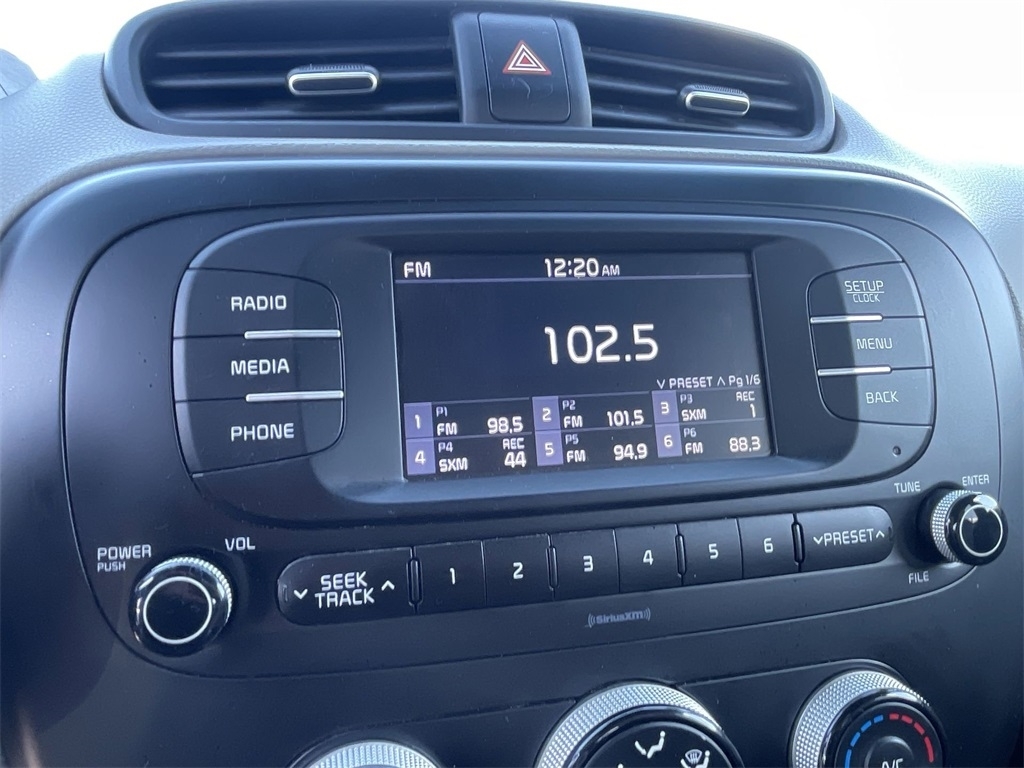 FM 12:20 AM
102.5
∨ PRESET ∧ Pg 1/6
1 P1 FM 98.5
2 P2 FM 101.5
3 P3 SXM REC 1
4 P4 SXM REC 44
5 P5 FM 94.9
6 P6 FM 88.3
RADIO
MEDIA
PHONE
SETUP
CLOCK
MENU
BACK
POWER
PUSH
VOL
SEEK
TRACK
1 2 3 4 5 6
PRESET
TUNE
ENTER
FILE
SiriusXM
A/C